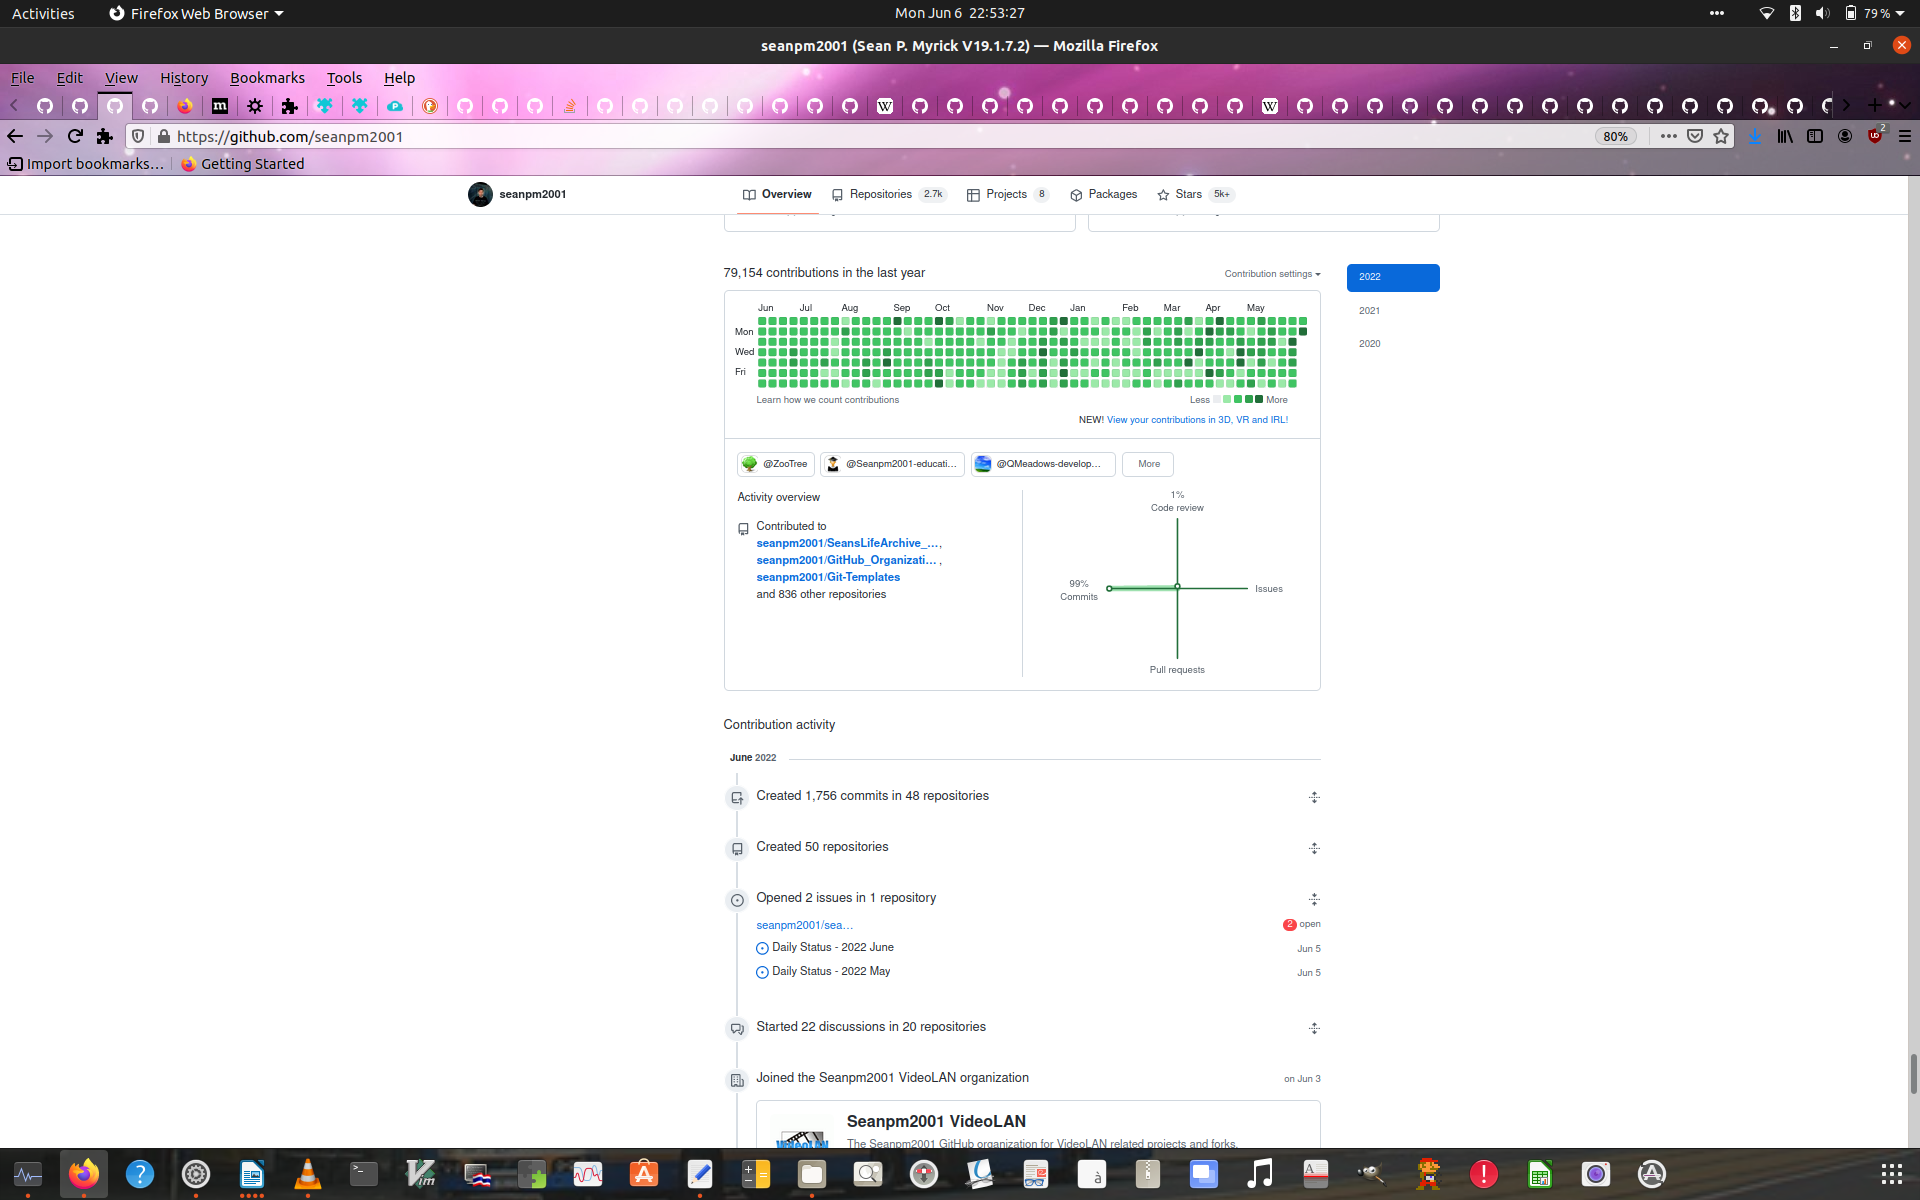 Activities Firefox Web Browser Mon Jun 6 22:53:27 79 %
seanpm2001 (Sean P. Myrick V19.1.7.2) — Mozilla Firefox
File Edit View History Bookmarks Tools Help
https://github.com/seanpm2001 80% 2
Import bookmarks… Getting Started
seanpm2001 Overview Repositories 2.7k Projects 8 Packages Stars 5k+
79,154 contributions in the last year Contribution settings 2022
2021
2020
Jun Jul Aug Sep Oct Nov Dec Jan Feb Mar Apr May
Mon
Wed
Fri
Learn how we count contributions Less More
NEW! View your contributions in 3D, VR and IRL!
@ZooTree @Seanpm2001-educati… @QMeadows-develop… More
Activity overview
Contributed to
seanpm2001/SeansLifeArchive_…,
seanpm2001/GitHub_Organizati… ,
seanpm2001/Git-Templates
and 836 other repositories
1%
Code review
99%
Commits
Issues
Pull requests
Contribution activity
June 2022
Created 1,756 commits in 48 repositories
Created 50 repositories
Opened 2 issues in 1 repository
seanpm2001/sea… 2 open
Daily Status - 2022 June Jun 5
Daily Status - 2022 May Jun 5
Started 22 discussions in 20 repositories
Joined the Seanpm2001 VideoLAN organization on Jun 3
Seanpm2001 VideoLAN
The Seanpm2001 GitHub organization for VideoLAN related projects and forks.
VideoLAN